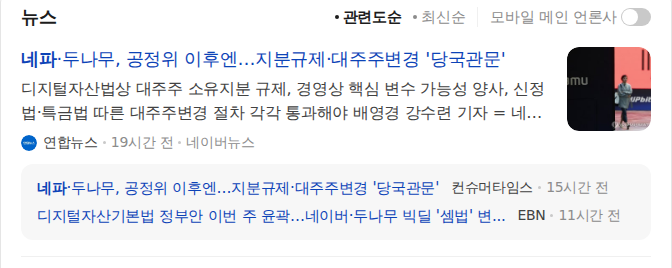 뉴스
• 관련도순 • 최신순 모바일 메인 언론사
네파·두나무, 공정위 이후엔…지분규제·대주주변경 '당국관문'
디지털자산법상 대주주 소유지분 규제, 경영상 핵심 변수 가능성 양사, 신정
법·특금법 따른 대주주변경 절차 각각 통과해야 배영경 강수련 기자 = 네...
연합뉴스 • 19시간 전 • 네이버뉴스
네파·두나무, 공정위 이후엔…지분규제·대주주변경 '당국관문' 컨슈머타임스 • 15시간 전
디지털자산기본법 정부안 이번 주 윤곽…네이버·두나무 빅딜 '셈법' 변... EBN • 11시간 전